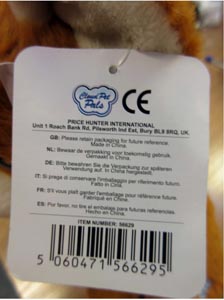 Cloud Pet
Pals
CE
PRICE HUNTER INTERNATIONAL
Unit 1 Roach Bank Rd, Pilsworth Ind Est, Bury BL9 8RQ, UK.
GB: Please retain packaging for future reference.
Made in China.
NL: Bewaar de verpakking voor toekomstig gebruik.
Gemaakt in China.
DE: Bitte bewahren Sie die Verpackung zur späteren
Verwendung auf. In China hergestellt.
IT: Si prega di conservare l'imballaggio per riferimento futuro.
Fatto in Cina.
FR: S'il vous plaît garder l'emballage pour référence future.
Fabriqué en Chine.
ES: Por favor, no tire el embalaje para futuras referencias.
Hecho en China.
ITEM NUMBER: 56629
5 060471 566295